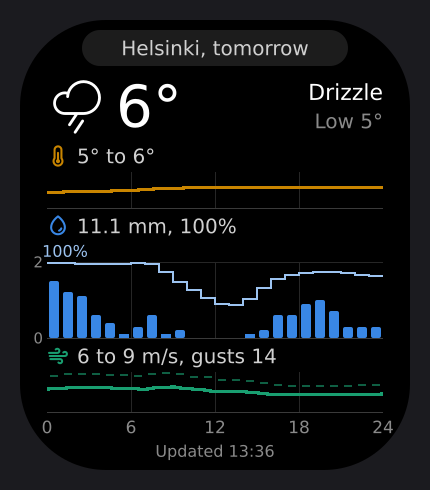 Helsinki, tomorrow
6° Drizzle
Low 5°
5° to 6°
11.1 mm, 100%
100%
2
0
6 to 9 m/s, gusts 14
0 6 12 18 24
Updated 13:36